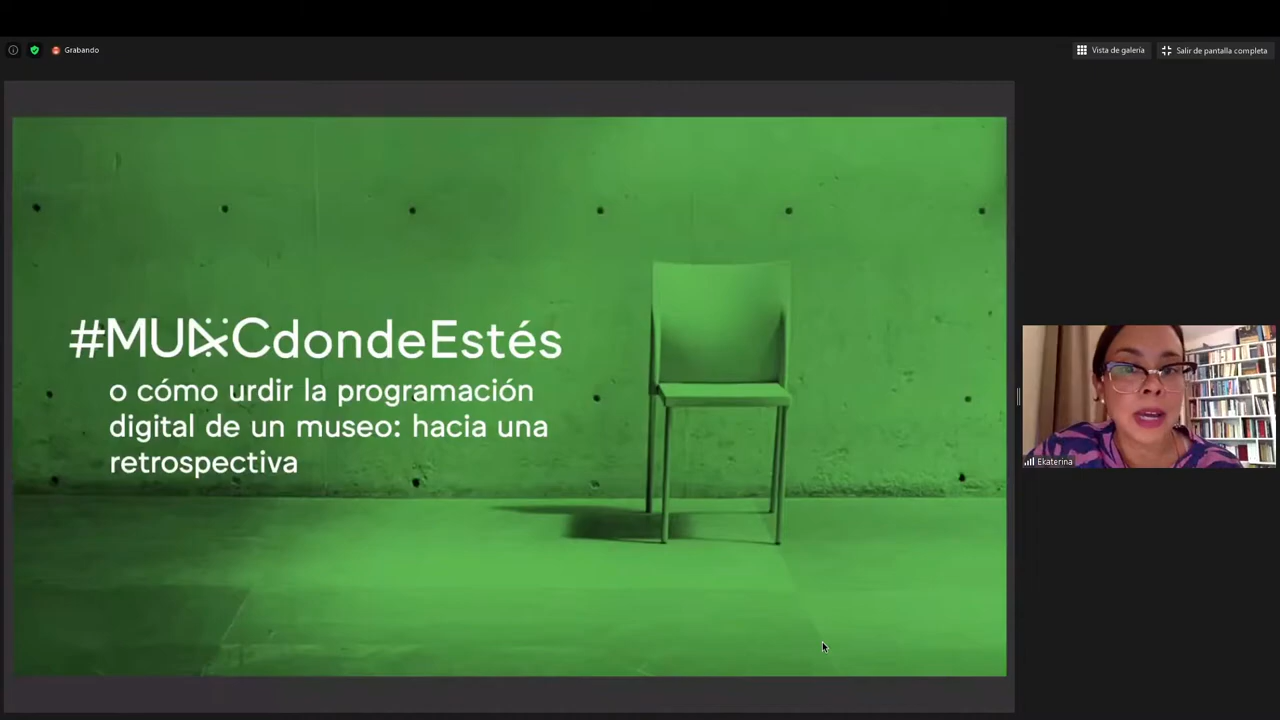 Grabando
Vista de galería
Salir de pantalla completa
#MUACdondeEstés
o cómo urdir la programación
digital de un museo: hacia una
retrospectiva
Ekaterina